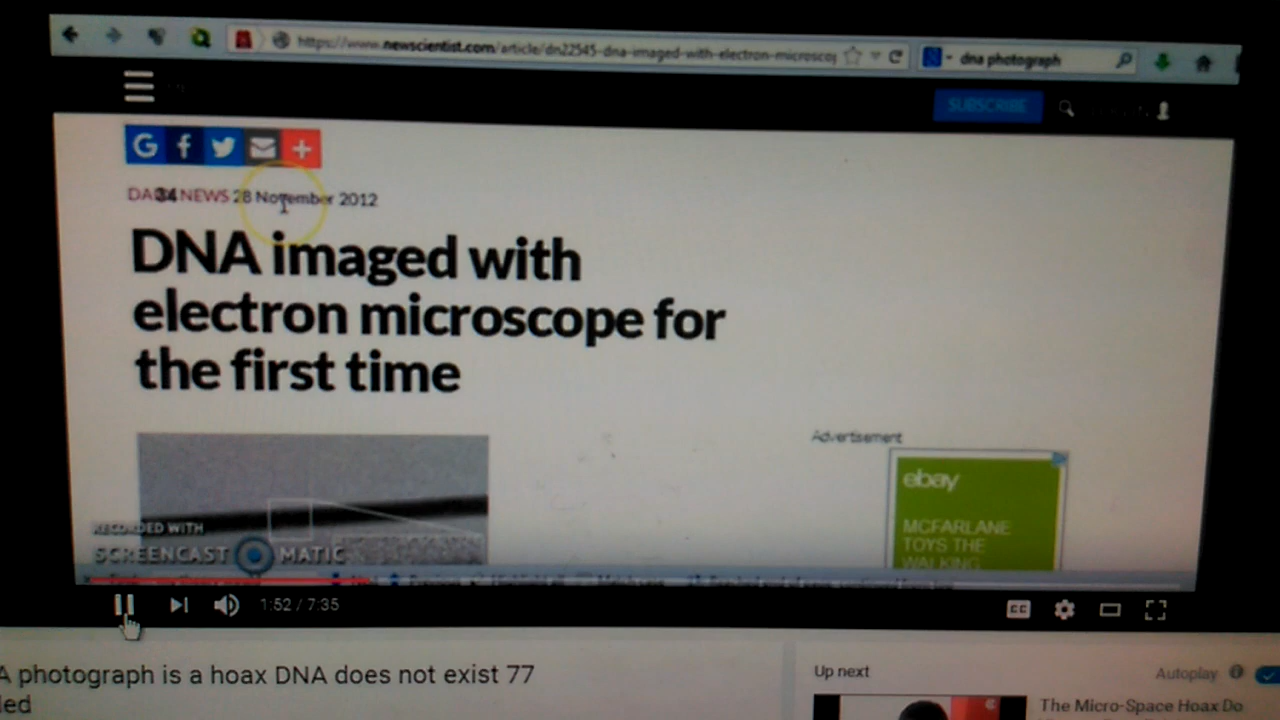 https://www.newscientist.com/article/dn22545-dna-imaged-with-electron-microscop
dna photograph
SUBSCRIBE
G f +
34 NEWS 28 November 2012
DNA imaged with
electron microscope for
the first time
Advertisement
ebay
MCFARLANE
TOYS THE
WALKING
RECORDED WITH
SCREENCAST MATIC
1:52 / 7:35
CC
A photograph is a hoax DNA does not exist 77
led
Up next
Autoplay
The Micro-Space Hoax Do